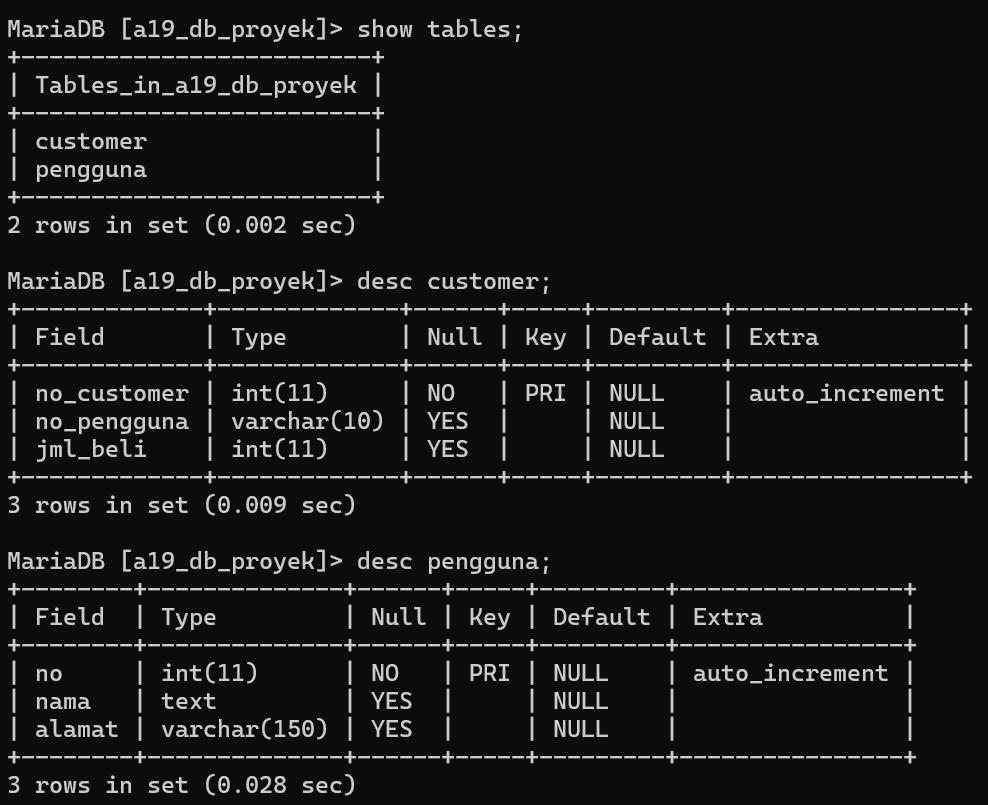 MariaDB [a19_db_proyek]> show tables;
+-------------------------+
| Tables_in_a19_db_proyek |
+-------------------------+
| customer                |
| pengguna                |
+-------------------------+
2 rows in set (0.002 sec)

MariaDB [a19_db_proyek]> desc customer;
+-------------+-------------+------+-----+---------+----------------+
| Field       | Type        | Null | Key | Default | Extra          |
+-------------+-------------+------+-----+---------+----------------+
| no_customer | int(11)     | NO   | PRI | NULL    | auto_increment |
| no_pengguna | varchar(10) | YES  |     | NULL    |                |
| jml_beli    | int(11)     | YES  |     | NULL    |                |
+-------------+-------------+------+-----+---------+----------------+
3 rows in set (0.009 sec)

MariaDB [a19_db_proyek]> desc pengguna;
+--------+--------------+------+-----+---------+----------------+
| Field  | Type         | Null | Key | Default | Extra          |
+--------+--------------+------+-----+---------+----------------+
| no     | int(11)      | NO   | PRI | NULL    | auto_increment |
| nama   | text         | YES  |     | NULL    |                |
| alamat | varchar(150) | YES  |     | NULL    |                |
+--------+--------------+------+-----+---------+----------------+
3 rows in set (0.028 sec)